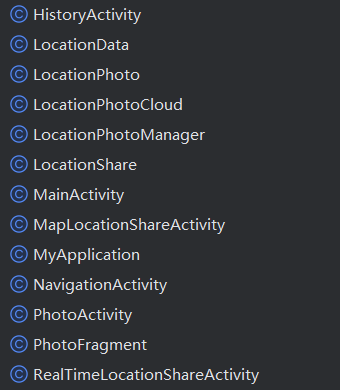 HistoryActivity
LocationData
LocationPhoto
LocationPhotoCloud
LocationPhotoManager
LocationShare
MainActivity
MapLocationShareActivity
MyApplication
NavigationActivity
PhotoActivity
PhotoFragment
RealTimeLocationShareActivity